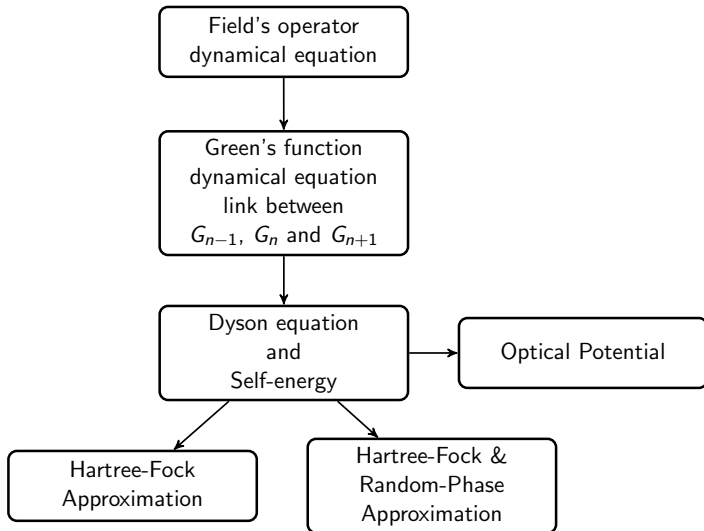 Field's operator
dynamical equation
Green's function
dynamical equation
link between
G_{n−1}, G_n and G_{n+1}
Dyson equation
and
Self-energy
Optical Potential
Hartree-Fock
Approximation
Hartree-Fock &
Random-Phase
Approximation